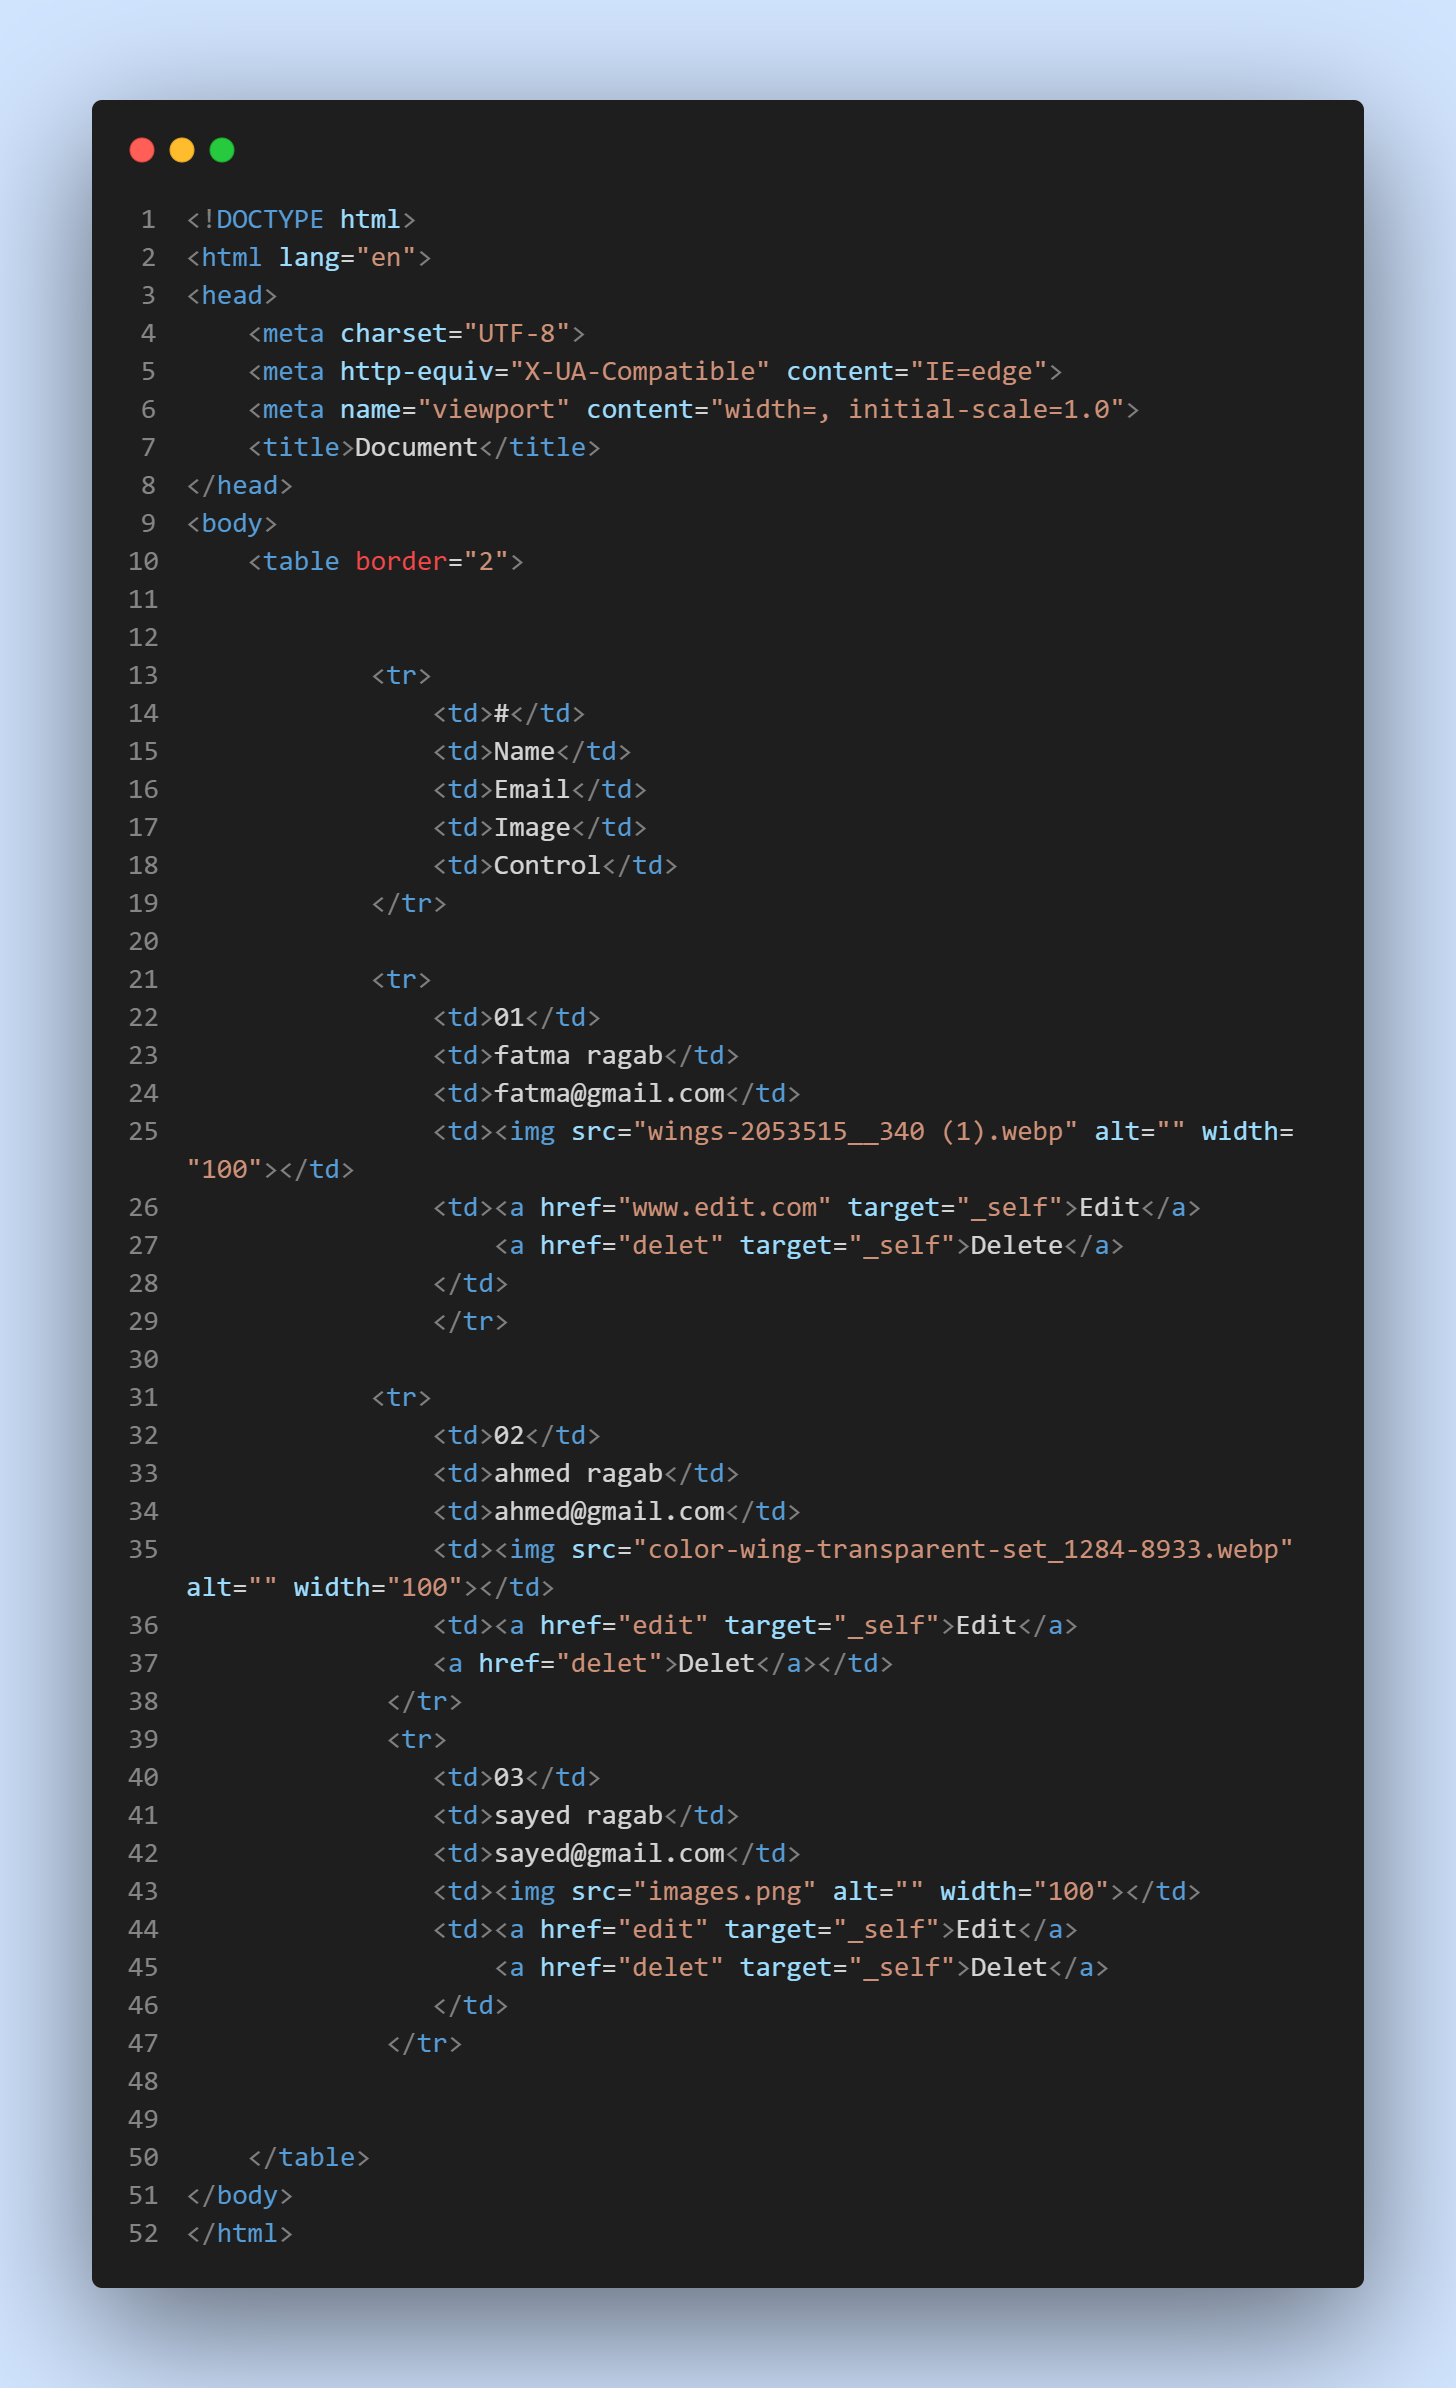 1 <!DOCTYPE html>
2 <html lang="en">
3 <head>
4     <meta charset="UTF-8">
5     <meta http-equiv="X-UA-Compatible" content="IE=edge">
6     <meta name="viewport" content="width=, initial-scale=1.0">
7     <title>Document</title>
8 </head>
9 <body>
10     <table border="2">
11
12
13             <tr>
14                 <td>#</td>
15                 <td>Name</td>
16                 <td>Email</td>
17                 <td>Image</td>
18                 <td>Control</td>
19             </tr>
20
21             <tr>
22                 <td>01</td>
23                 <td>fatma ragab</td>
24                 <td>fatma@gmail.com</td>
25                 <td><img src="wings-2053515__340 (1).webp" alt="" width=
"100"></td>
26                 <td><a href="www.edit.com" target="_self">Edit</a>
27                     <a href="delet" target="_self">Delete</a>
28                 </td>
29                 </tr>
30
31             <tr>
32                 <td>02</td>
33                 <td>ahmed ragab</td>
34                 <td>ahmed@gmail.com</td>
35                 <td><img src="color-wing-transparent-set_1284-8933.webp"
alt="" width="100"></td>
36                 <td><a href="edit" target="_self">Edit</a>
37                 <a href="delet">Delet</a></td>
38              </tr>
39              <tr>
40                 <td>03</td>
41                 <td>sayed ragab</td>
42                 <td>sayed@gmail.com</td>
43                 <td><img src="images.png" alt="" width="100"></td>
44                 <td><a href="edit" target="_self">Edit</a>
45                     <a href="delet" target="_self">Delet</a>
46                 </td>
47              </tr>
48
49
50     </table>
51 </body>
52 </html>